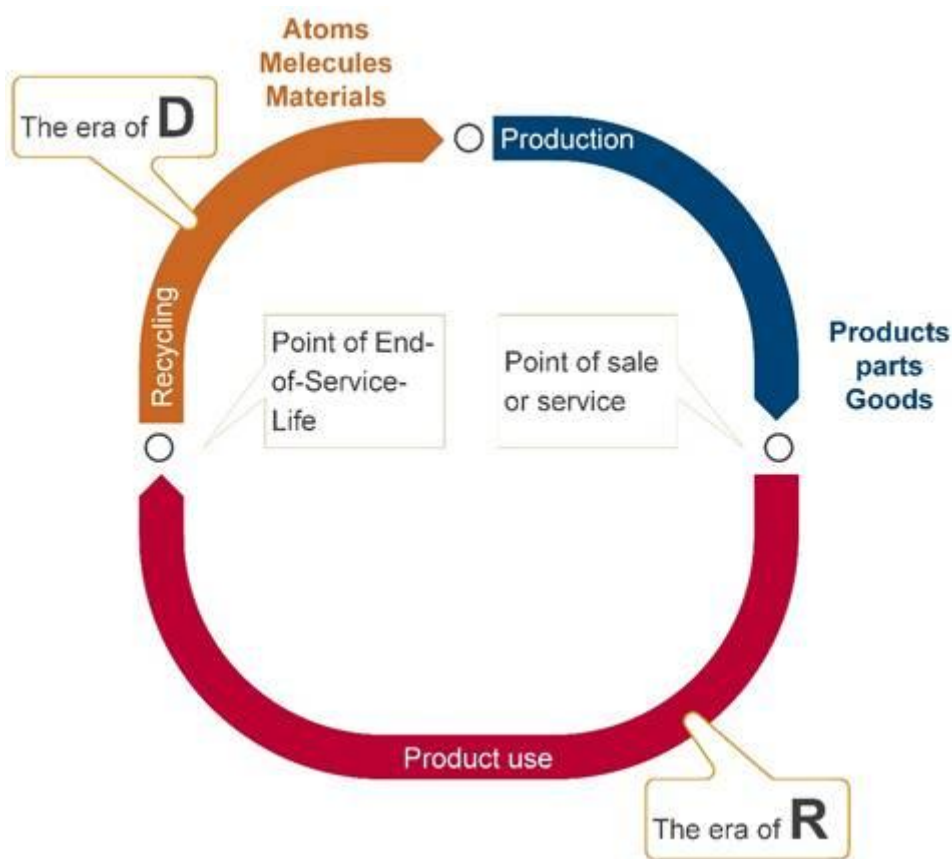 Atoms
Melecules
Materials
The era of D
Production
Recycling
Point of End-
of-Service-
Life
Point of sale
or service
Products
parts
Goods
Product use
The era of R